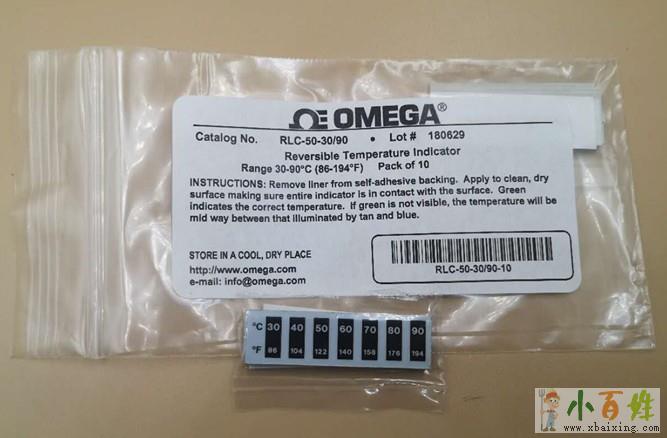 ΩE OMEGA®
Catalog No. RLC-50-30/90 • Lot # 180629
Reversible Temperature Indicator
Range 30-90°C (86-194°F) Pack of 10
INSTRUCTIONS: Remove liner from self-adhesive backing. Apply to clean, dry
surface making sure entire indicator is in contact with the surface. Green
indicates the correct temperature. If green is not visible, the temperature will be
mid way between that illuminated by tan and blue.
STORE IN A COOL, DRY PLACE
http://www.omega.com
e-mail: info@omega.com
RLC-50-30/90-10
°C 30 40 50 60 70 80 90
°F 86 104 122 140 158 176 194
小百姓
www.xbaixing.com